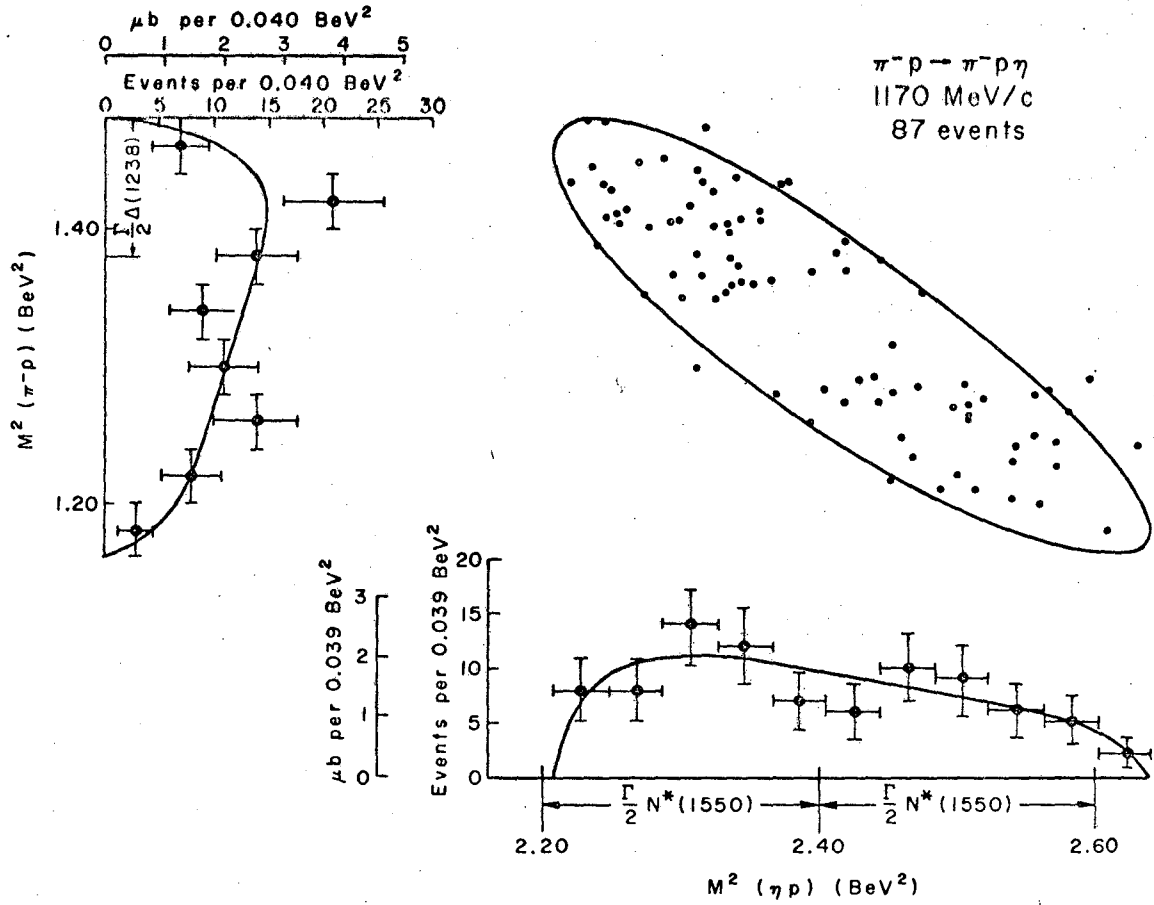 μb per 0.040 BeV²
0 1 2 3 4 5
Events per 0.040 BeV²
0 5 10 15 20 25 30
π⁻p → π⁻pη
1170 MeV/c
87 events
Γ/2 Δ(1238)
1.40
1.20
M² (π⁻p) (BeV²)
μb per 0.039 BeV²
3
2
1
0
Events per 0.039 BeV²
20
15
10
5
0
Γ/2 N*(1550) Γ/2 N*(1550)
2.20 2.40 2.60
M² (ηp) (BeV²)